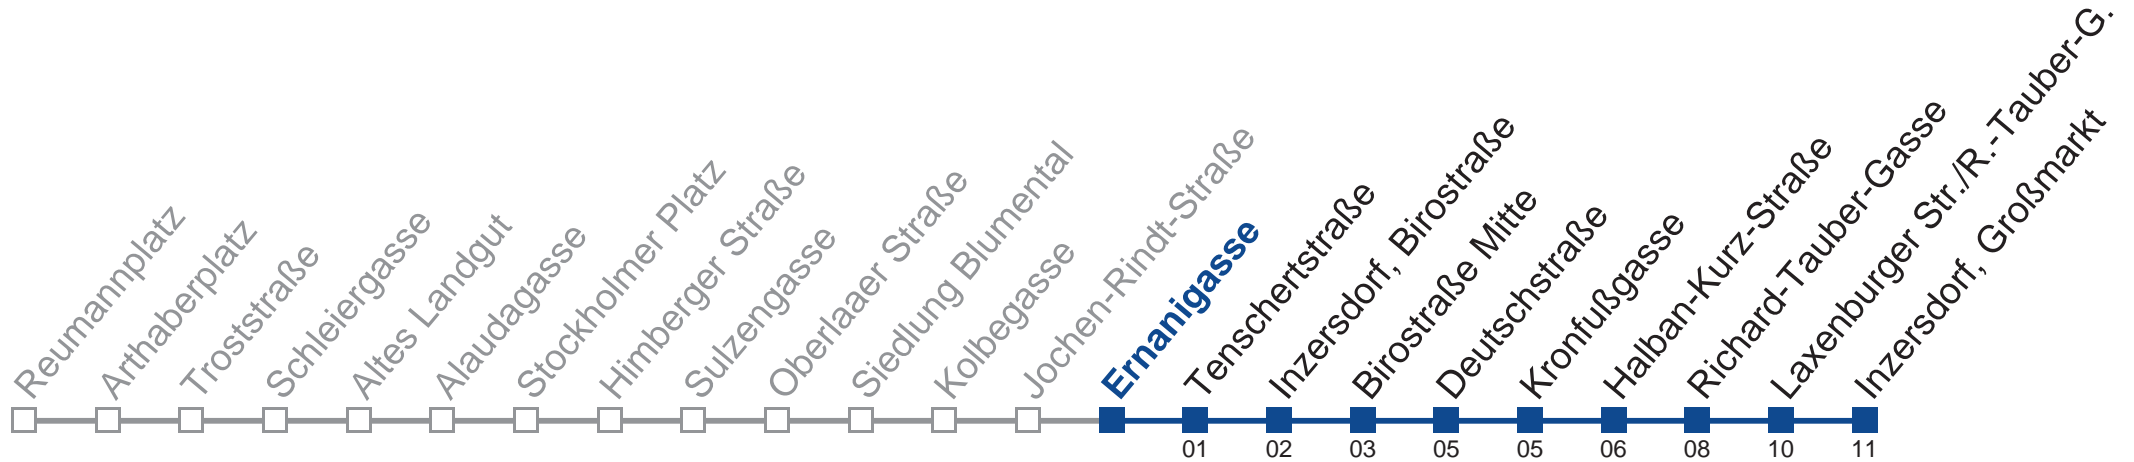 Reumannplatz
Arthaberplatz
Troststraße
Schleiergasse
Altes Landgut
Alaudagasse
Stockholmer Platz
Himberger Straße
Sulzengasse
Oberlaaer Straße
Siedlung Blumental
Kolbegasse
Jochen-Rindt-Straße
Ernanigasse
Tenschertstraße
Inzersdorf, Birostraße
Birostraße Mitte
Deutschstraße
Kronfußgasse
Halban-Kurz-Straße
Richard-Tauber-Gasse
Laxenburger Str./R.-Tauber-G.
Inzersdorf, Großmarkt
01 02 03 05 05 06 08 10 11